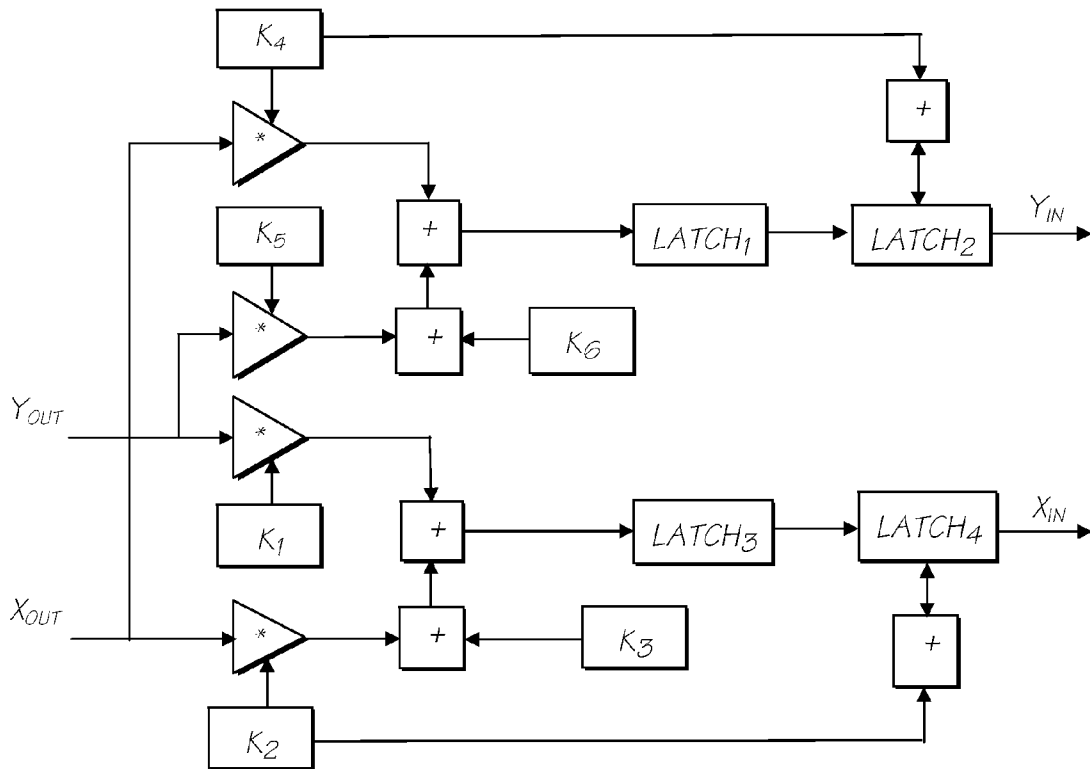 K4
+
*
K5
+
LATCH1
LATCH2
YIN
*
+
K6
YOUT
*
K1
+
LATCH3
LATCH4
XIN
XOUT
*
+
K3
+
K2